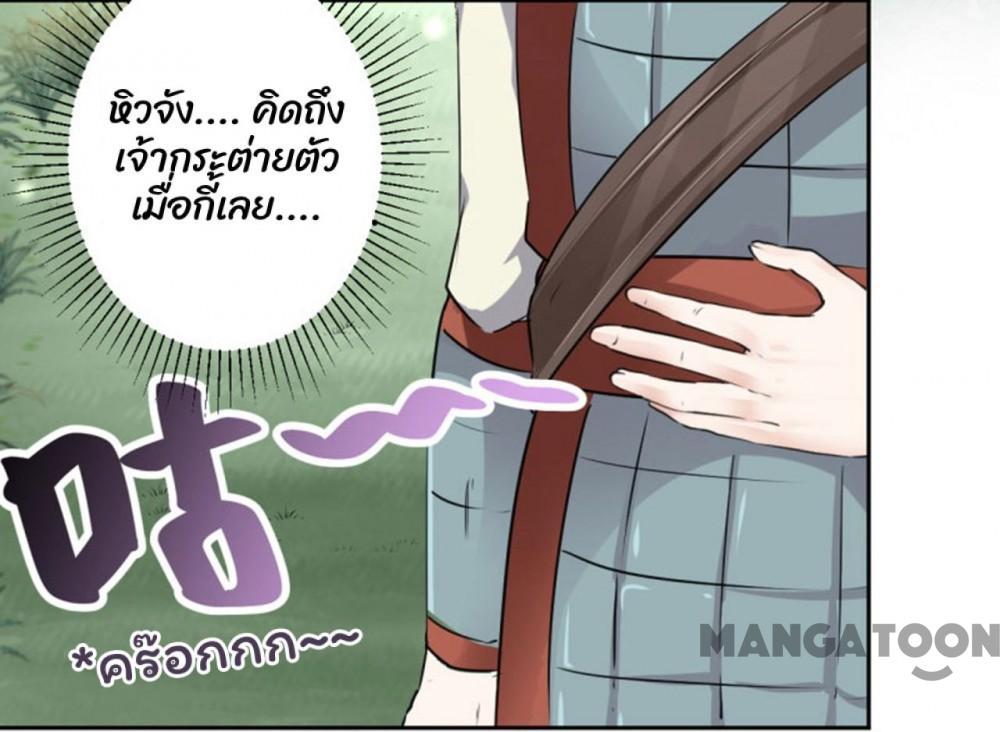 หิวจัง.... คิดถึง
เจ้ากระต่ายตัว
เมื่อกี้เลย....
咕~~~
*คร๊อกกก~~
MANGATOON